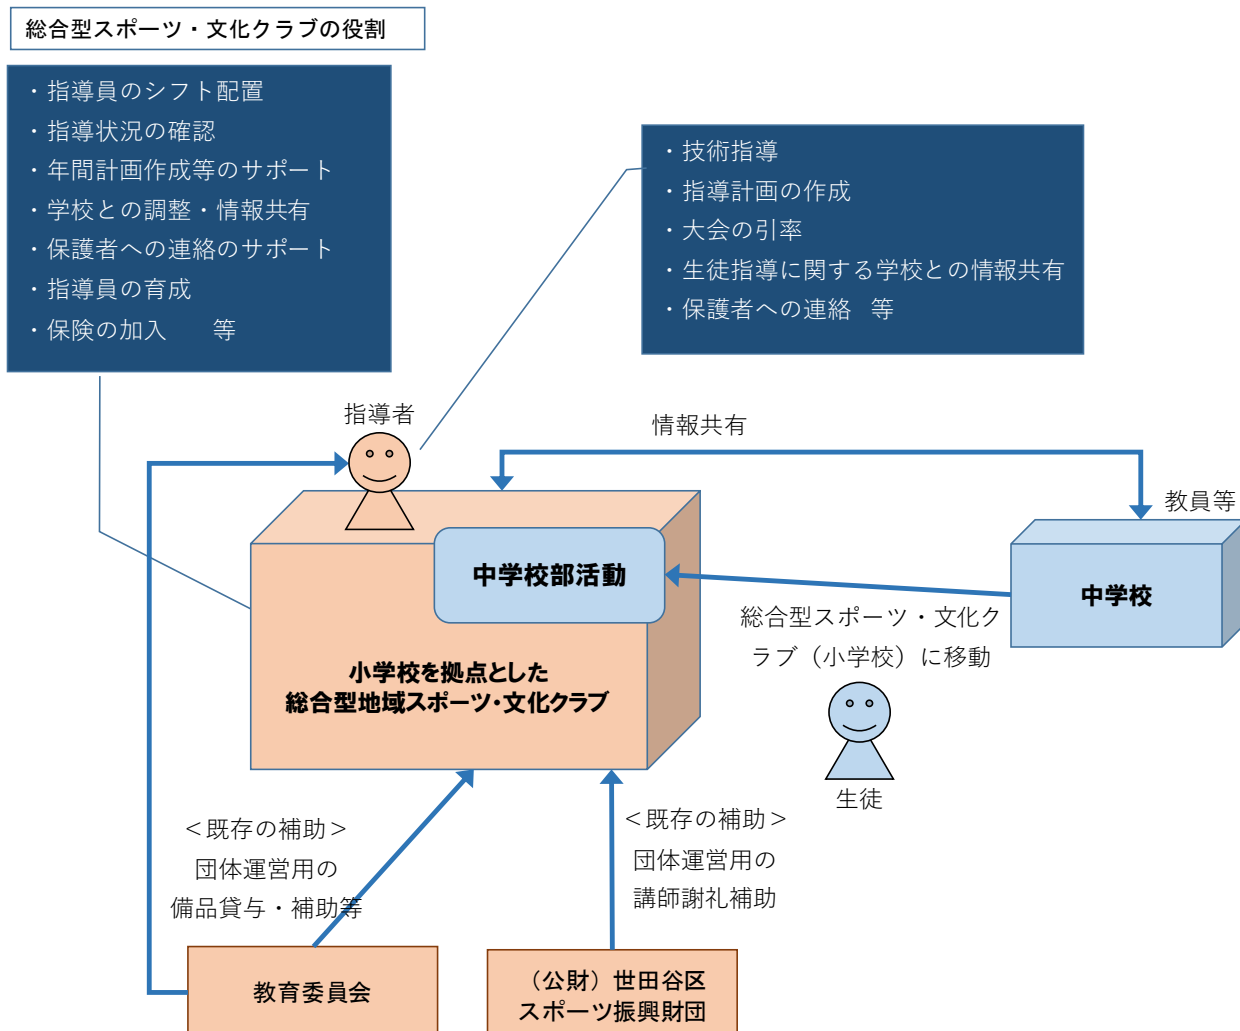 総合型スポーツ・文化クラブの役割
・指導員のシフト配置
・指導状況の確認
・年間計画作成等のサポート
・学校との調整・情報共有
・保護者への連絡のサポート
・指導員の育成
・保険の加入　　等
・技術指導
・指導計画の作成
・大会の引率
・生徒指導に関する学校との情報共有
・保護者への連絡　等
指導者
情報共有
教員等
中学校部活動
中学校
総合型スポーツ・文化ク
ラブ（小学校）に移動
小学校を拠点とした
総合型地域スポーツ・文化クラブ
生徒
＜既存の補助＞
団体運営用の
備品貸与・補助等
＜既存の補助＞
団体運営用の
講師謝礼補助
教育委員会
（公財）世田谷区
スポーツ振興財団